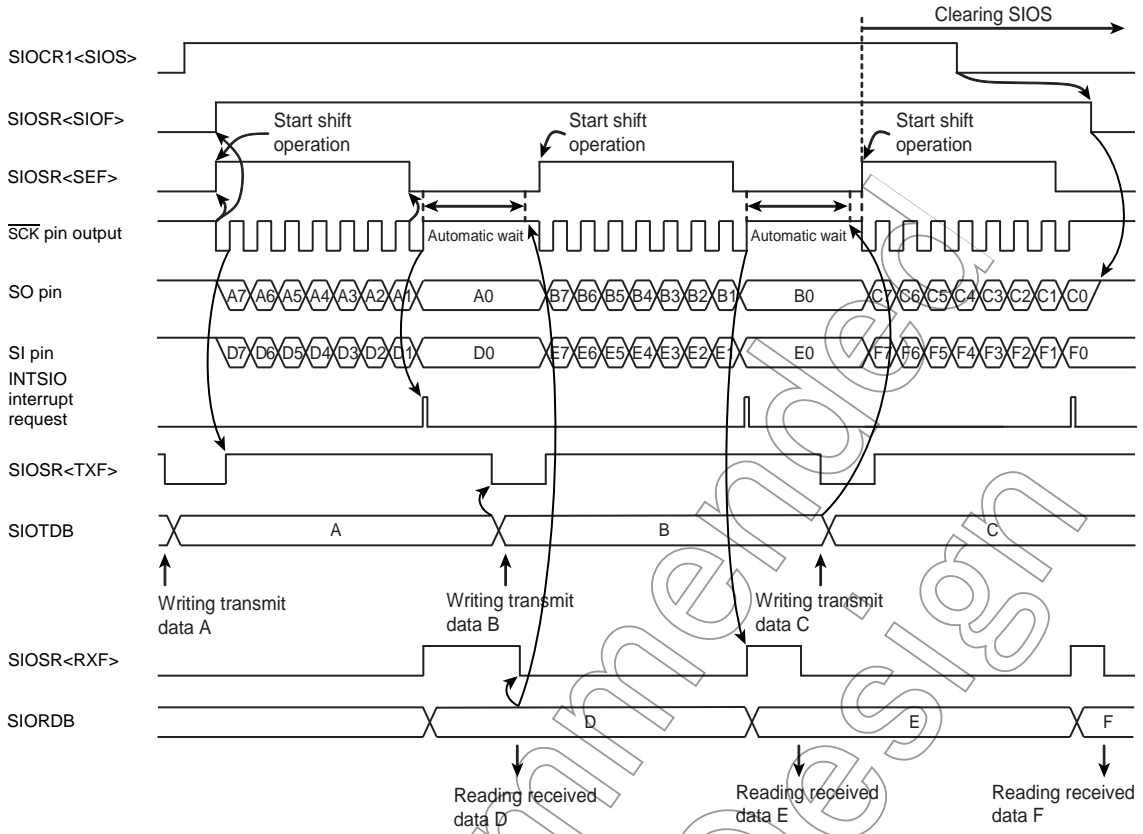 Clearing SIOS
SIOCR1<SIOS>
SIOSR<SIOF>
Start shift
operation
Start shift
operation
Start shift
operation
SIOSR<SEF>
SCK pin output
Automatic wait
Automatic wait
SO pin
A7 A6 A5 A4 A3 A2 A1 A0 B7 B6 B5 B4 B3 B2 B1 B0 C7 C6 C5 C4 C3 C2 C1 C0
SI pin
D7 D6 D5 D4 D3 D2 D1 D0 E7 E6 E5 E4 E3 E2 E1 E0 F7 F6 F5 F4 F3 F2 F1 F0
INTSIO
interrupt
request
SIOSR<TXF>
SIOTDB
A B C
Writing transmit
data A
Writing transmit
data B
Writing transmit
data C
SIOSR<RXF>
SIORDB
D E F
Reading received
data D
Reading received
data E
Reading received
data F